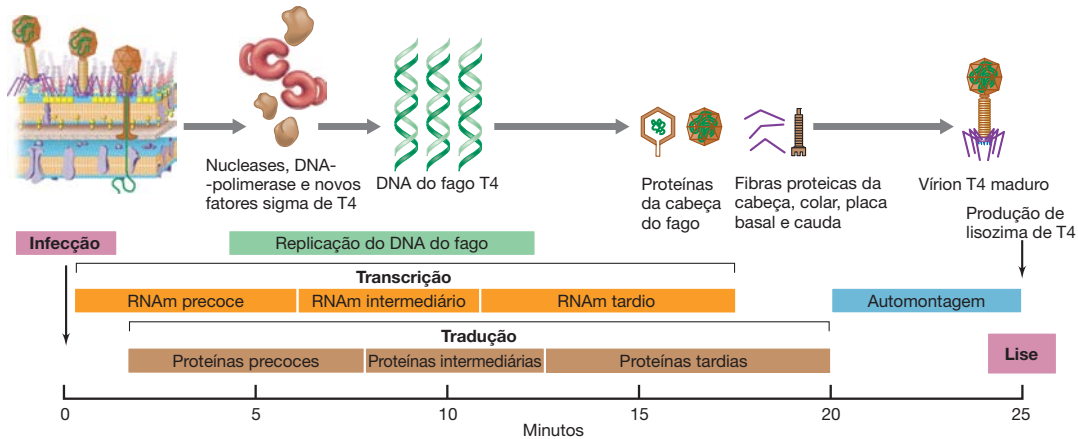 Nucleases, DNA-
-polimerase e novos
fatores sigma de T4
DNA do fago T4
Proteínas
da cabeça
do fago
Fibras proteicas da
cabeça, colar, placa
basal e cauda
Vírion T4 maduro
Produção de
lisozima de T4
Infecção
Replicação do DNA do fago
Transcrição
RNAm precoce
RNAm intermediário
RNAm tardio
Automontagem
Tradução
Proteínas precoces
Proteínas intermediárias
Proteínas tardias
Lise
0
5
10
15
20
25
Minutos